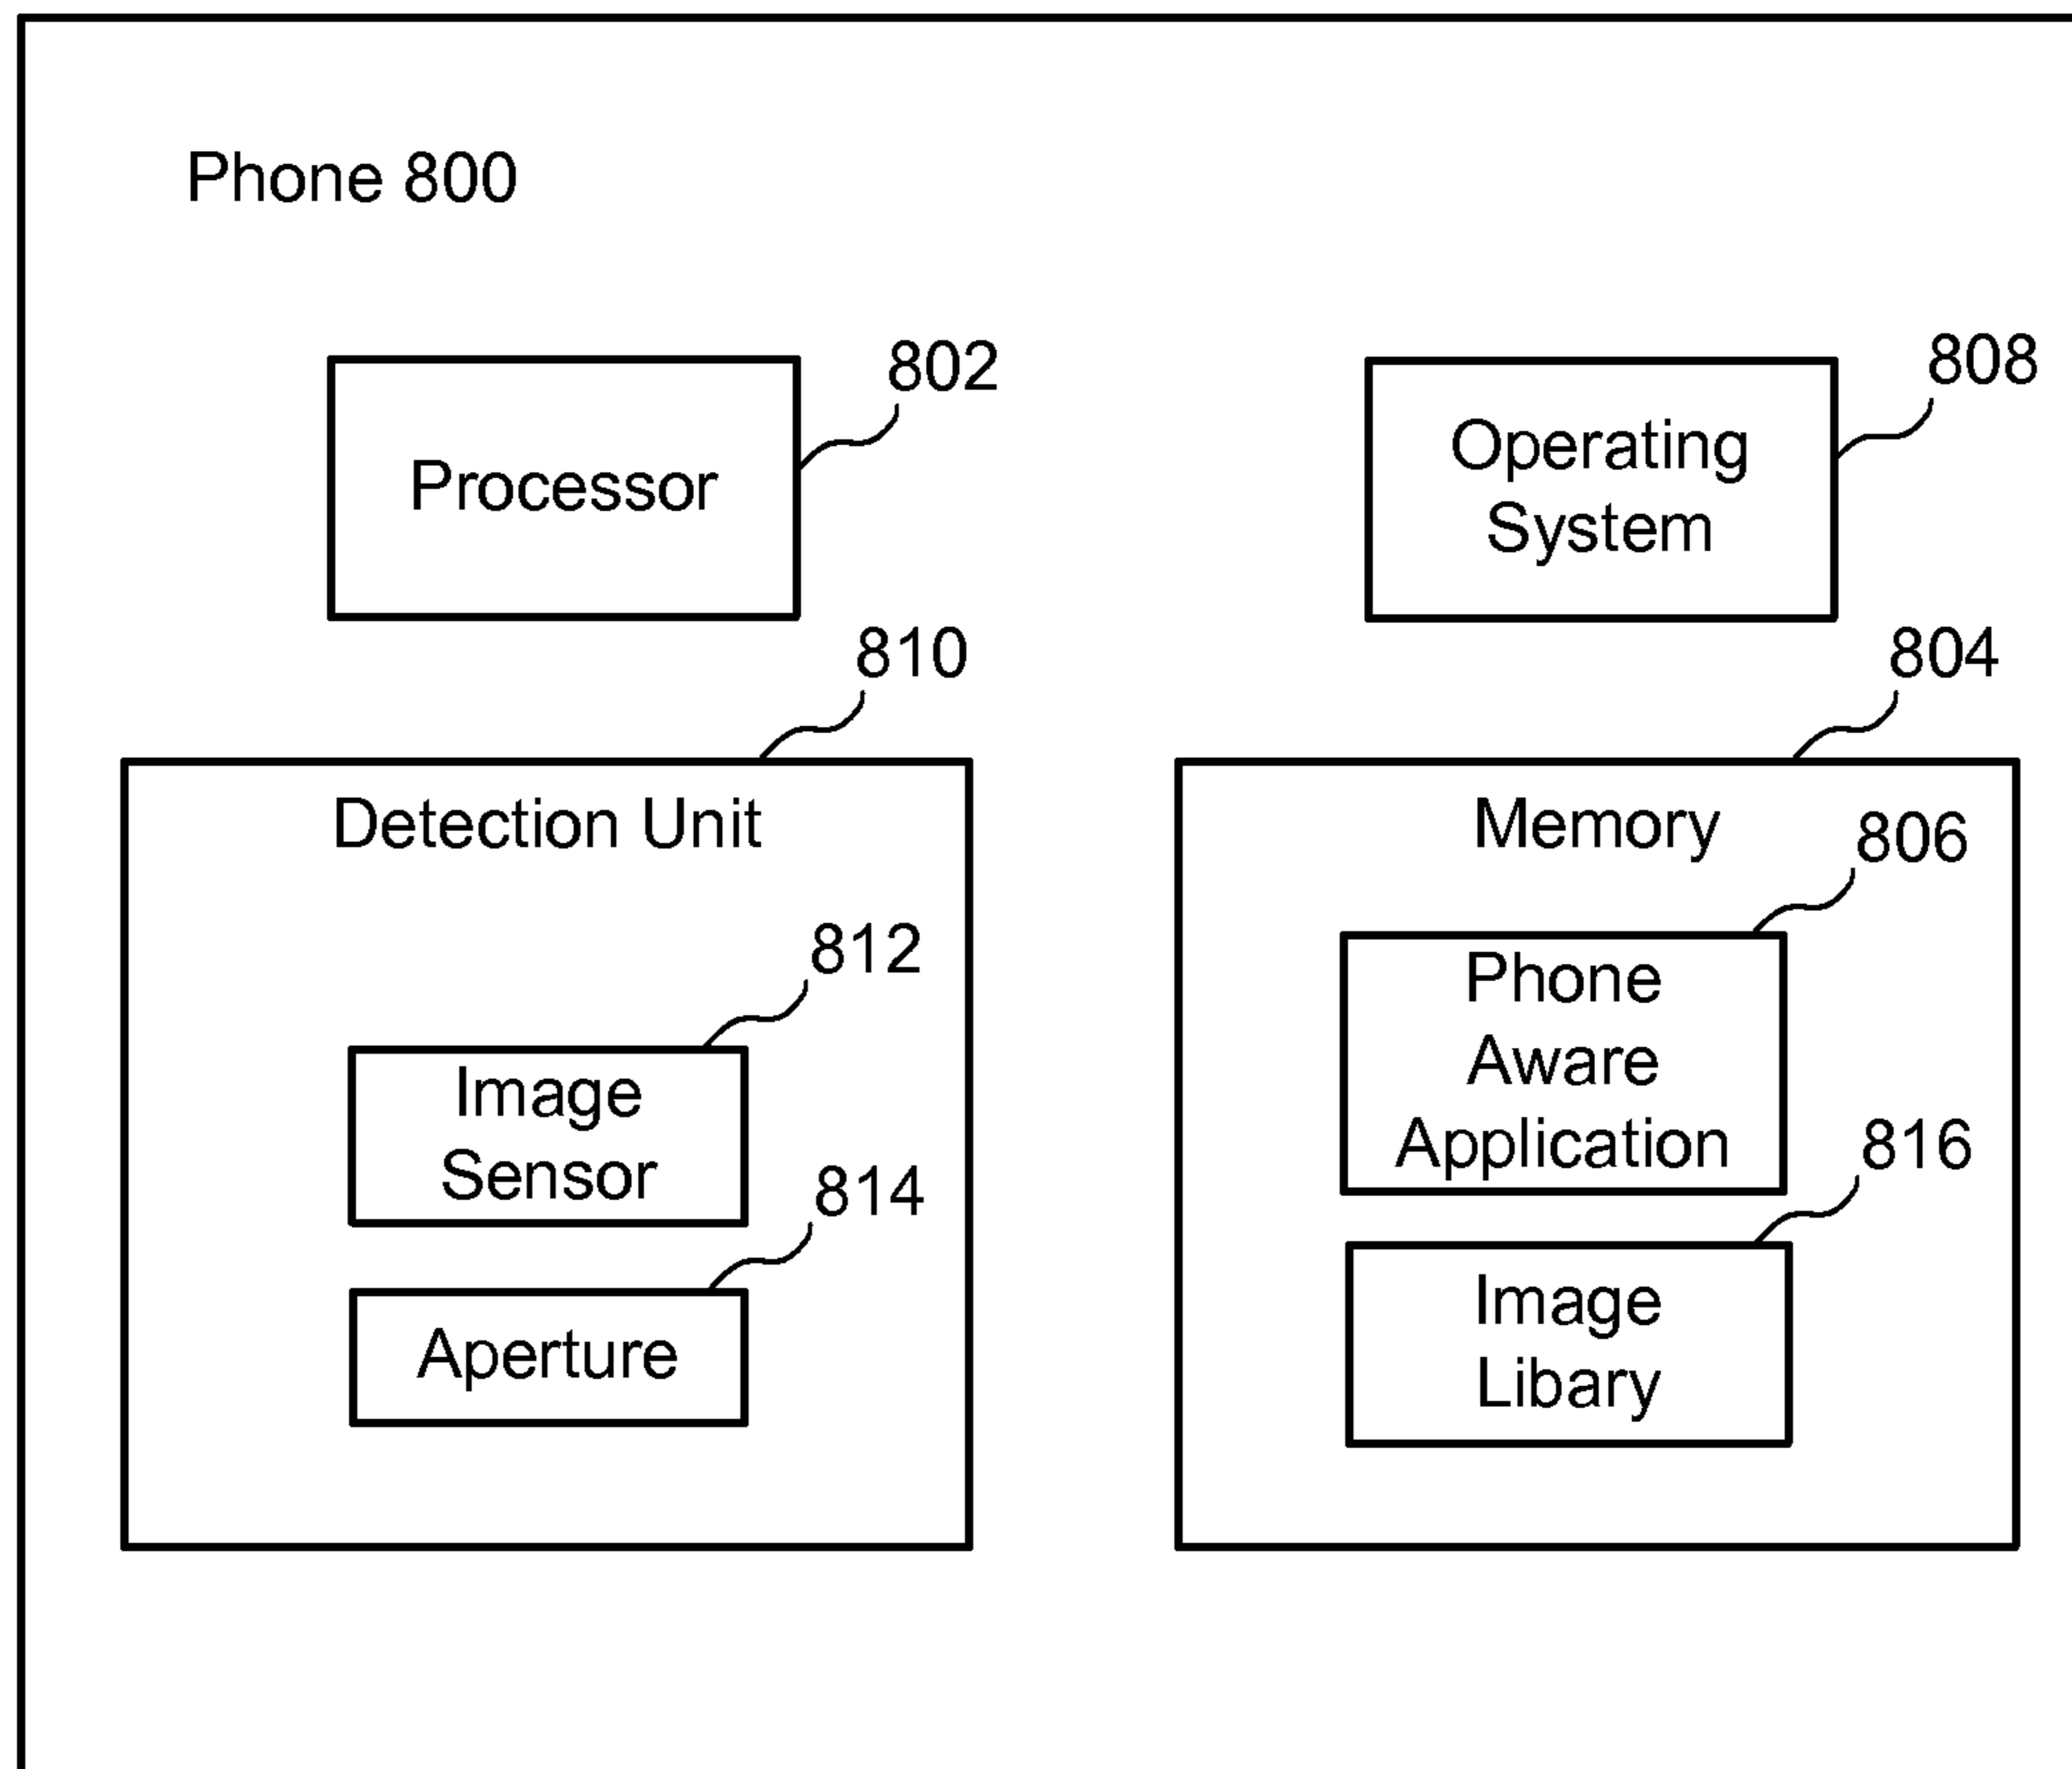 Phone 800
802
Processor
808
Operating
System
810
Detection Unit
812
Image
Sensor
814
Aperture
804
Memory
806
Phone
Aware
Application
816
Image
Libary